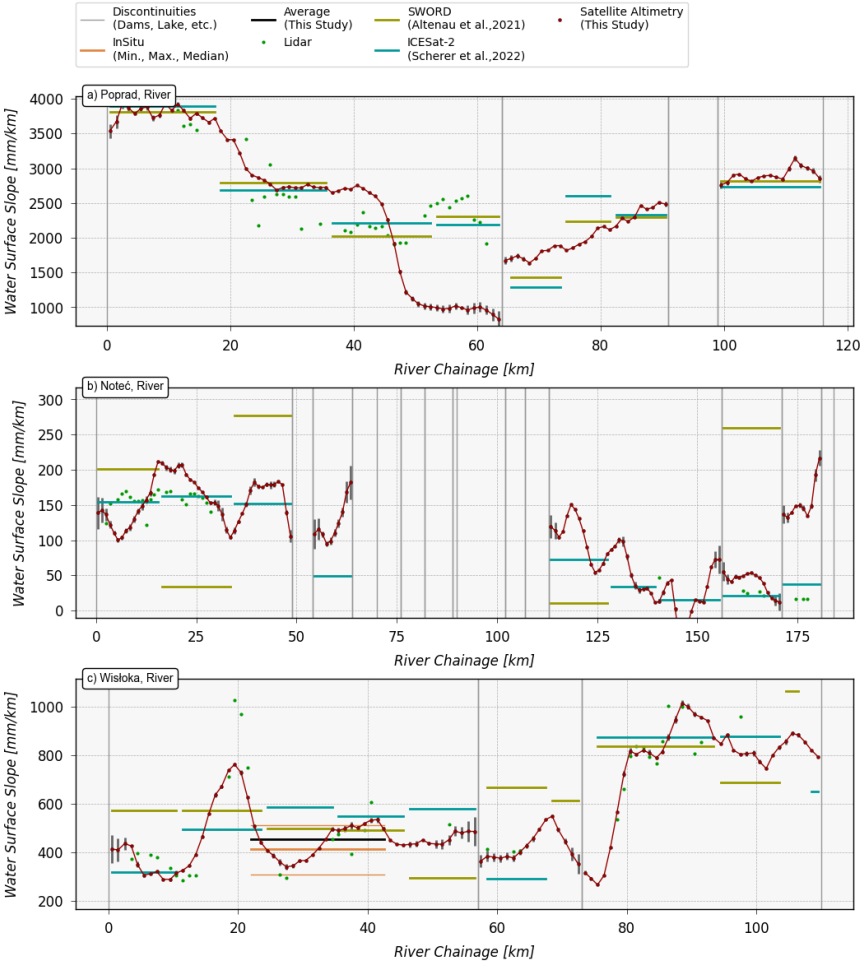 Discontinuities
(Dams, Lake, etc.)
InSitu
(Min., Max., Median)
Average
(This Study)
Lidar
SWORD
(Altenau et al.,2021)
ICESat-2
(Scherer et al.,2022)
Satellite Altimetry
(This Study)
a) Poprad, River
Water Surface Slope [mm/km]
4000
3500
3000
2500
2000
1500
1000
0 20 40 60 80 100 120
River Chainage [km]
b) Noteć, River
Water Surface Slope [mm/km]
300
250
200
150
100
50
0
0 25 50 75 100 125 150 175
River Chainage [km]
c) Wisłoka, River
Water Surface Slope [mm/km]
1000
800
600
400
200
0 20 40 60 80 100
River Chainage [km]